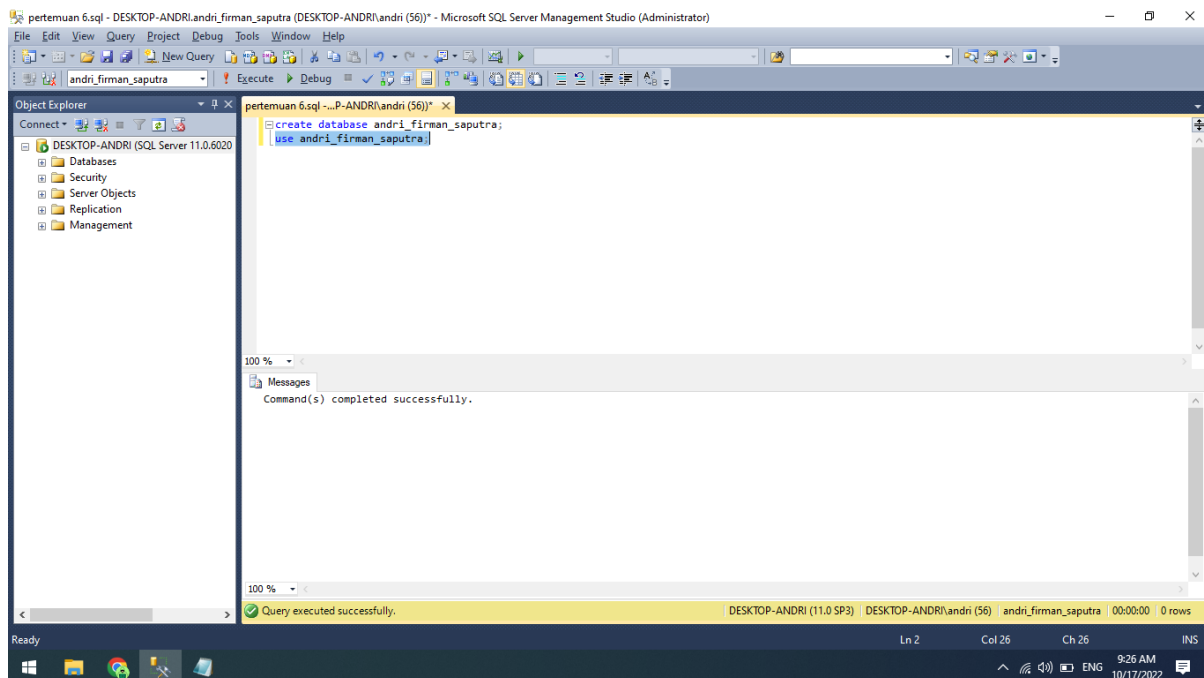 pertemuan 6.sql - DESKTOP-ANDRI.andri_firman_saputra (DESKTOP-ANDRI\andri (56))* - Microsoft SQL Server Management Studio (Administrator)
File Edit View Query Project Debug Tools Window Help
New Query
andri_firman_saputra Execute Debug
Object Explorer
pertemuan 6.sql -...P-ANDRI\andri (56))*
Connect
create database andri_firman_saputra;
use andri_firman_saputra;
DESKTOP-ANDRI (SQL Server 11.0.6020
Databases
Security
Server Objects
Replication
Management
100 %
Messages
Command(s) completed successfully.
100 %
Query executed successfully. DESKTOP-ANDRI (11.0 SP3) DESKTOP-ANDRI\andri (56) andri_firman_saputra 00:00:00 0 rows
Ready Ln 2 Col 26 Ch 26 INS
ENG 9:26 AM
10/17/2022